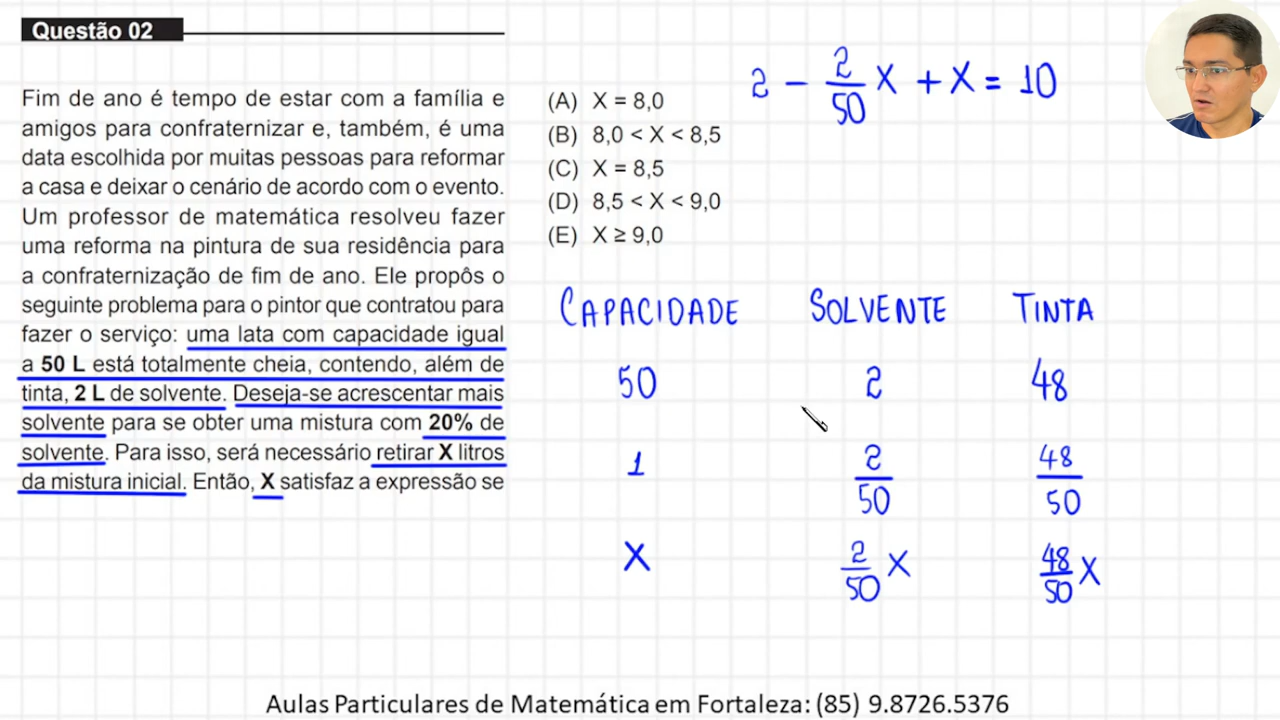 Questão 02
Fim de ano é tempo de estar com a família e
amigos para confraternizar e, também, é uma
data escolhida por muitas pessoas para reformar
a casa e deixar o cenário de acordo com o evento.
Um professor de matemática resolveu fazer
uma reforma na pintura de sua residência para
a confraternização de fim de ano. Ele propôs o
seguinte problema para o pintor que contratou para
fazer o serviço: uma lata com capacidade igual
a 50 L está totalmente cheia, contendo, além de
tinta, 2 L de solvente. Deseja-se acrescentar mais
solvente para se obter uma mistura com 20% de
solvente. Para isso, será necessário retirar X litros
da mistura inicial. Então, X satisfaz a expressão se
(A) X = 8,0
(B) 8,0 < X < 8,5
(C) X = 8,5
(D) 8,5 < X < 9,0
(E) X ≥ 9,0
2 - 2/50 X + X = 10
CAPACIDADE SOLVENTE TINTA
50 2 48
1 2/50 48/50
X 2/50 X 48/50 X
Aulas Particulares de Matemática em Fortaleza: (85) 9.8726.5376